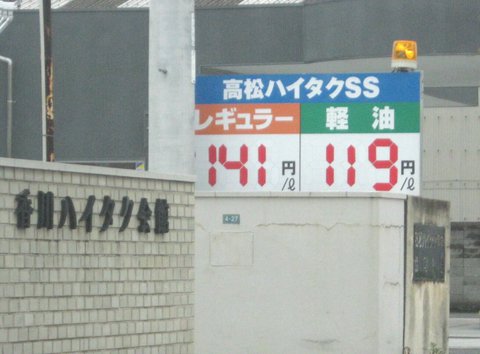 高松ハイタクSS
レギュラー 軽油
141 円/ℓ 119 円/ℓ
香川ハイタク会館
4-27